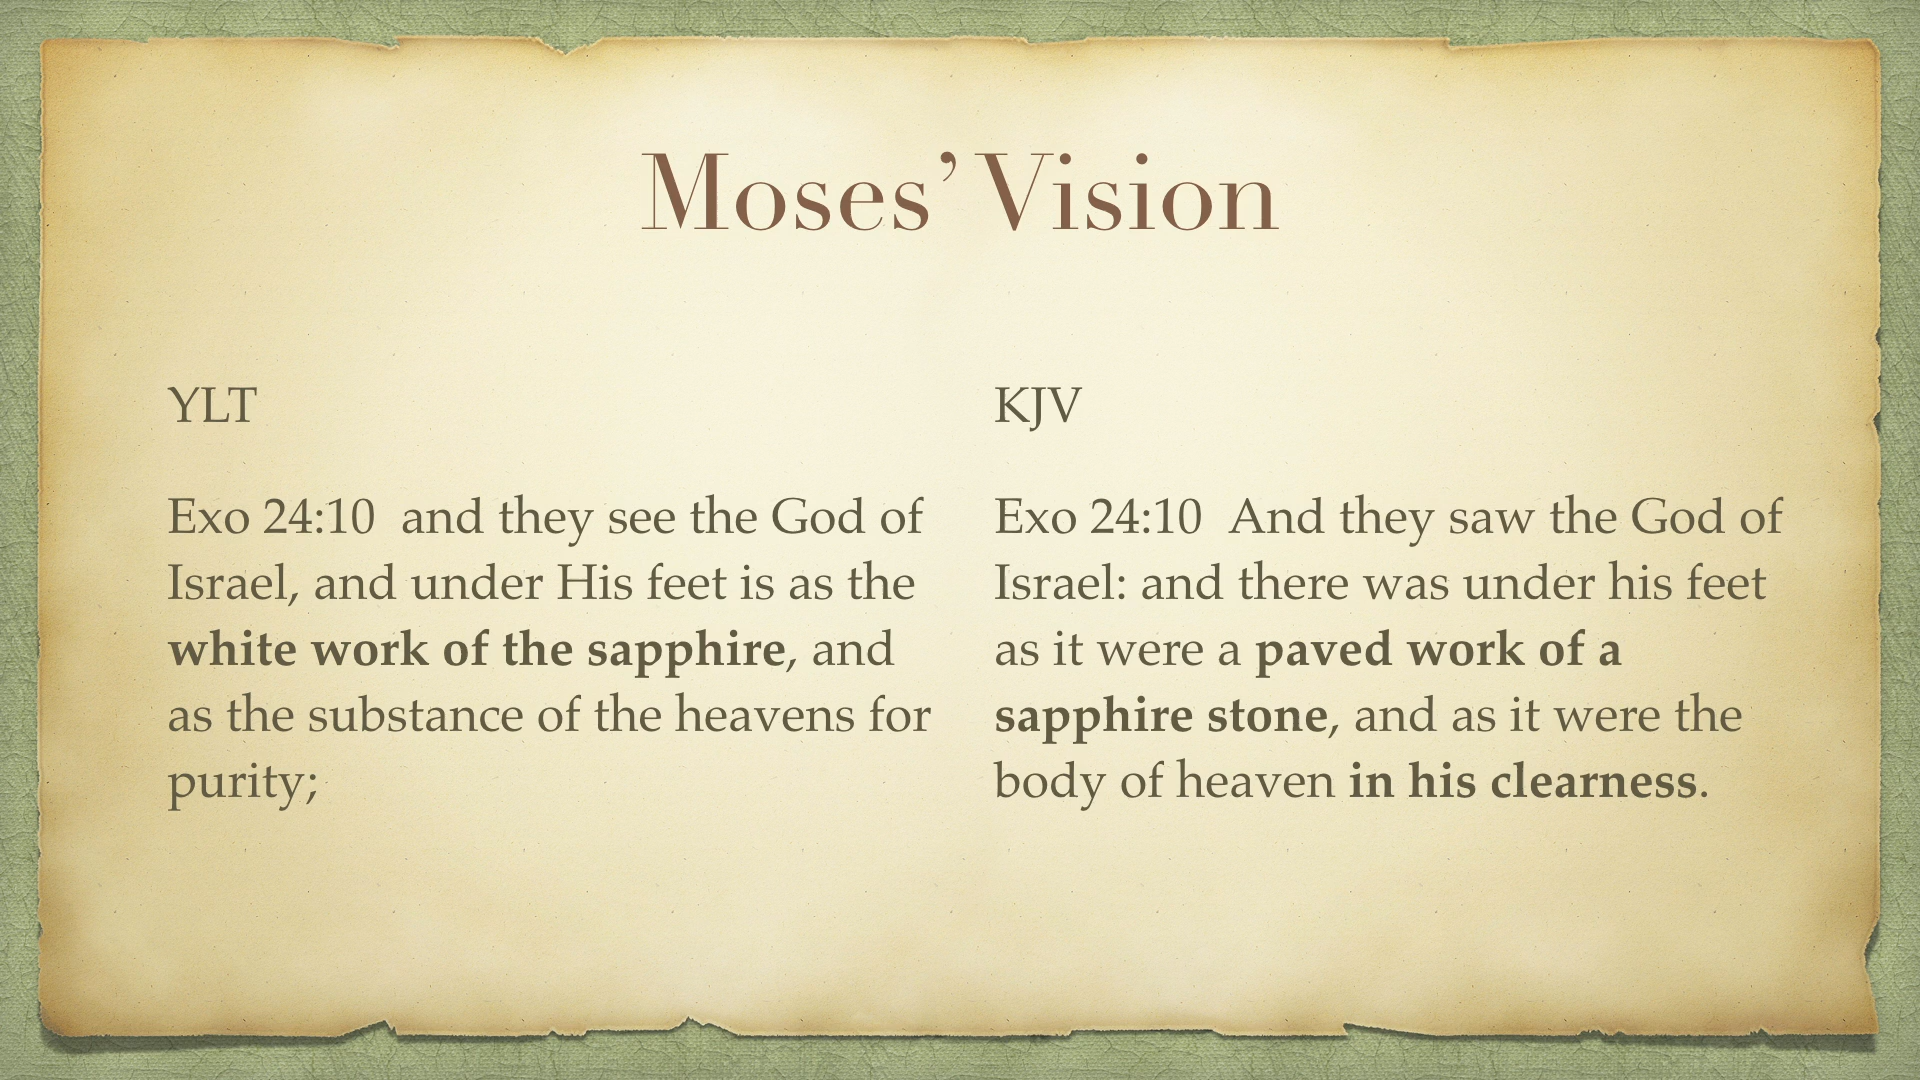 Moses’ Vision
YLT
Exo 24:10  and they see the God of
Israel, and under His feet is as the
white work of the sapphire, and
as the substance of the heavens for
purity;
KJV
Exo 24:10  And they saw the God of
Israel: and there was under his feet
as it were a paved work of a
sapphire stone, and as it were the
body of heaven in his clearness.